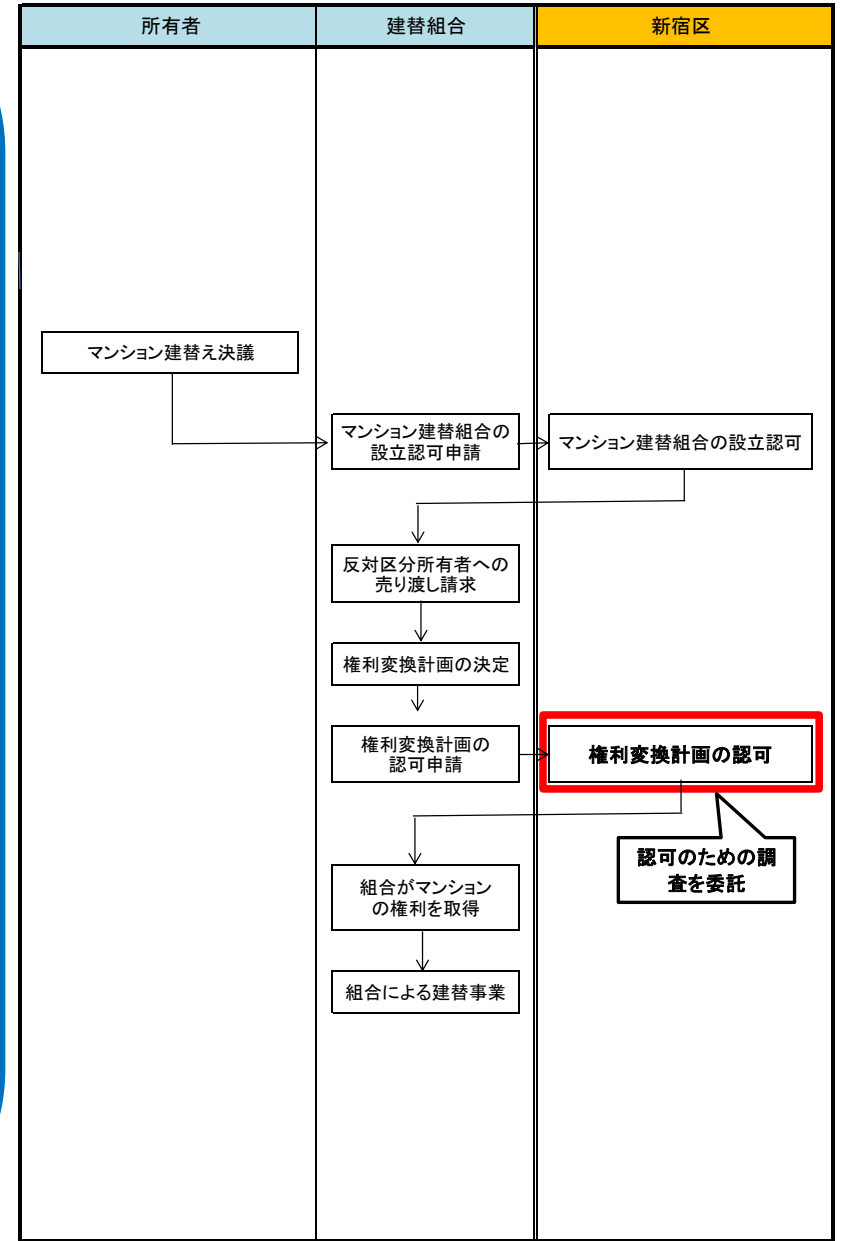 所有者
建替組合
新宿区
マンション建替え決議
マンション建替組合の
設立認可申請
マンション建替組合の設立認可
反対区分所有者への
売り渡し請求
権利変換計画の決定
権利変換計画の
認可申請
権利変換計画の認可
認可のための調
査を委託
組合がマンション
の権利を取得
組合による建替事業